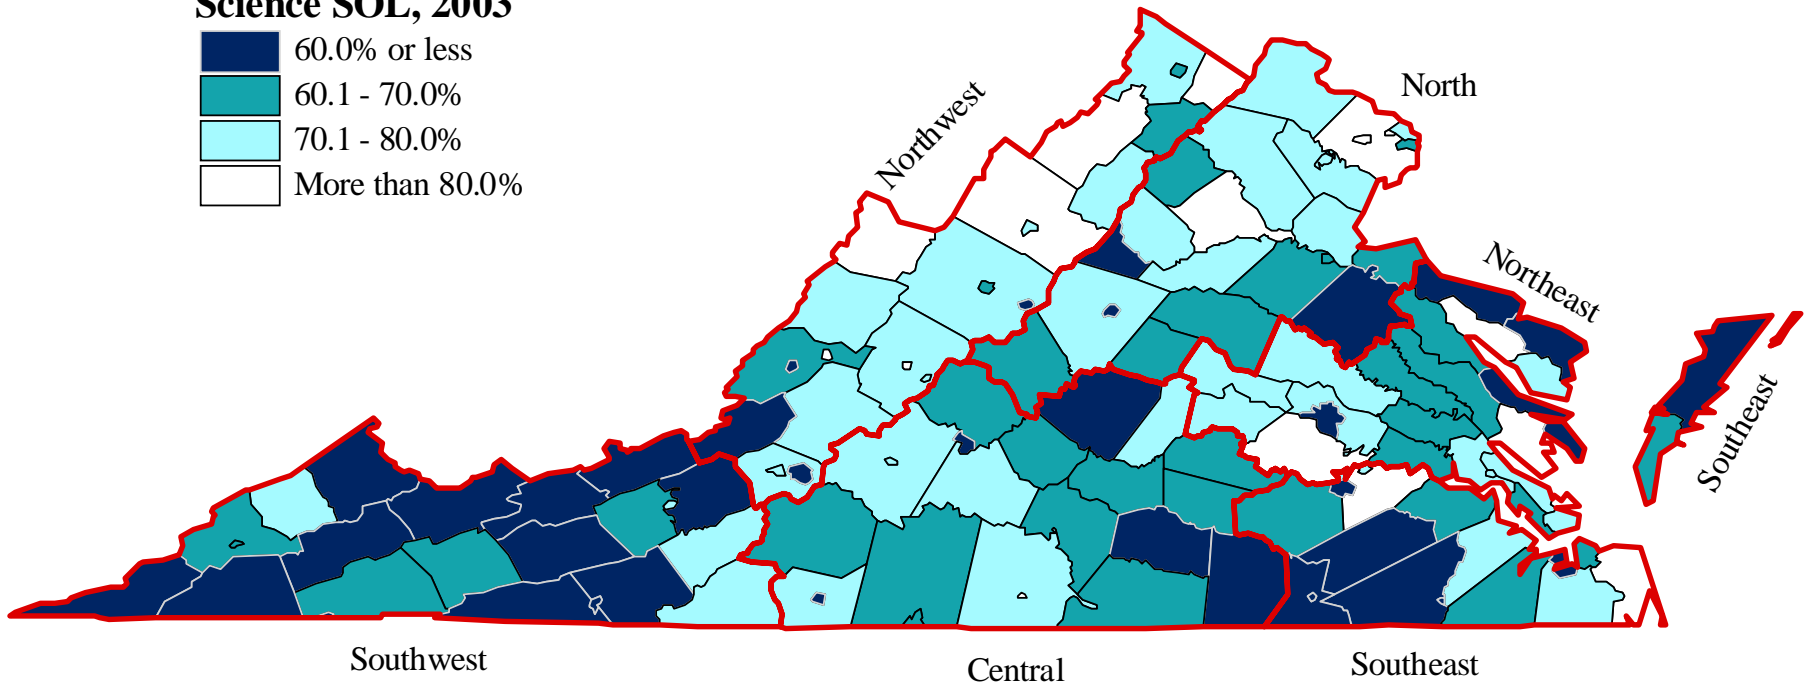 Science SOL, 2003
60.0% or less
60.1 - 70.0%
70.1 - 80.0%
More than 80.0%
North
Northwest
Northeast
Southeast
Southwest
Central
Southeast